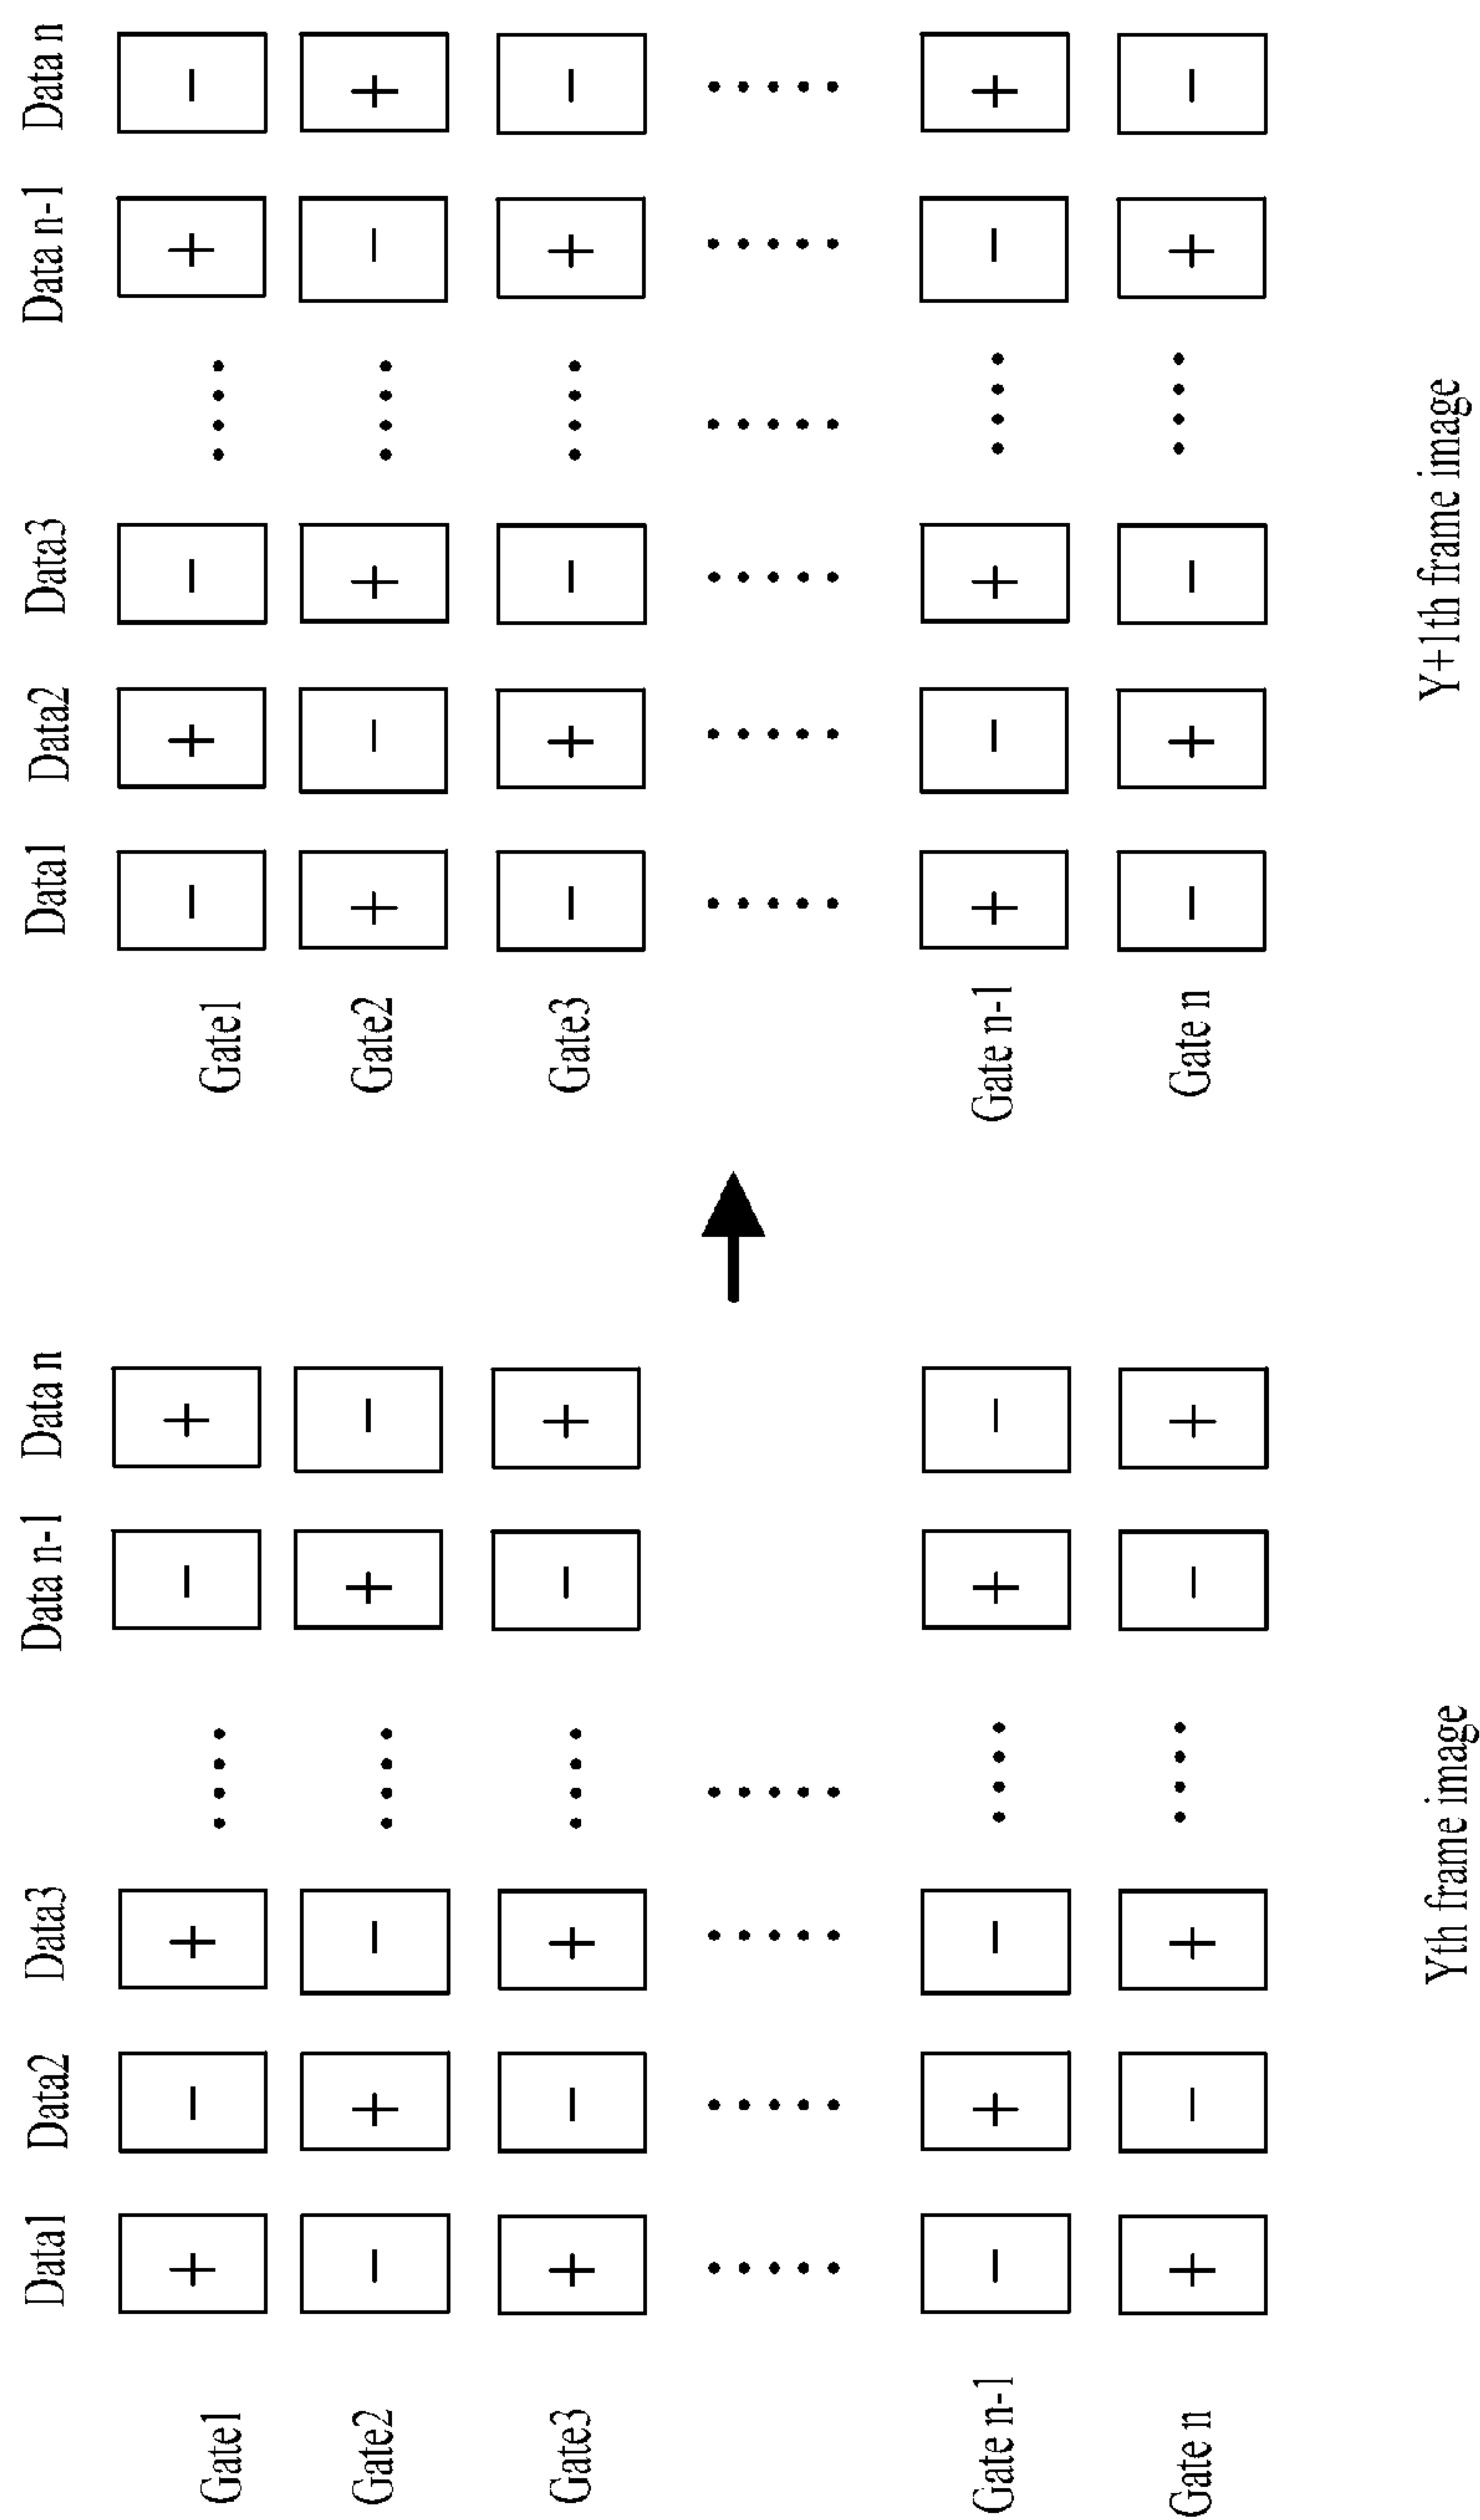 Data1 Data2 Data3 Data n-1 Data n
Gate1 + - + - +
Gate2 - + - + -
Gate3 + - + - +
Gate n-1 - + - + -
Gate n + - + - +
Yth frame image
Data1 Data2 Data3 Data n-1 Data n
Gate1 - + - + -
Gate2 + - + - +
Gate3 - + - + -
Gate n-1 + - + - +
Gate n - + - + -
Y+1th frame image